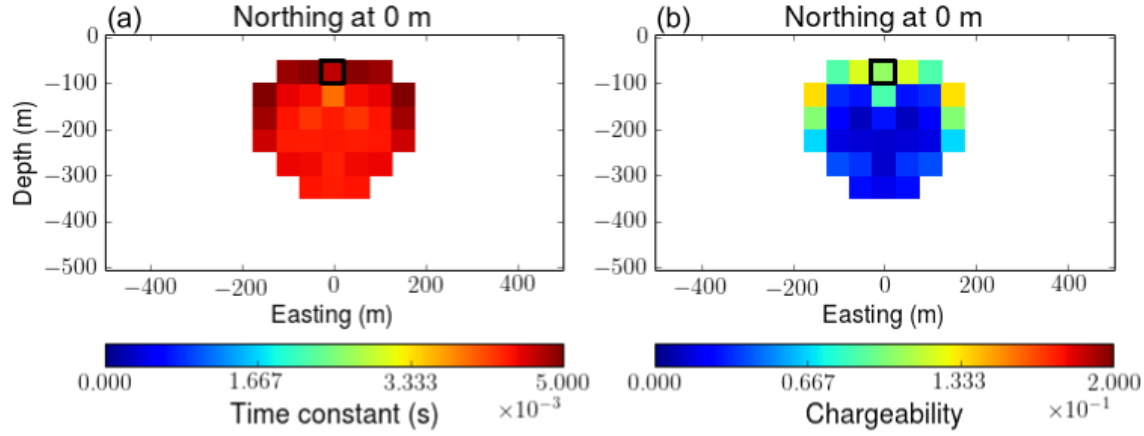 (a) Northing at 0 m
0
−100
−200
−300
−400
−500
Depth (m)
−400 −200 0 200 400
Easting (m)
0.000 1.667 3.333 5.000
Time constant (s) ×10⁻³
(b) Northing at 0 m
0
−100
−200
−300
−400
−500
−400 −200 0 200 400
Easting (m)
0.000 0.667 1.333 2.000
Chargeability ×10⁻¹